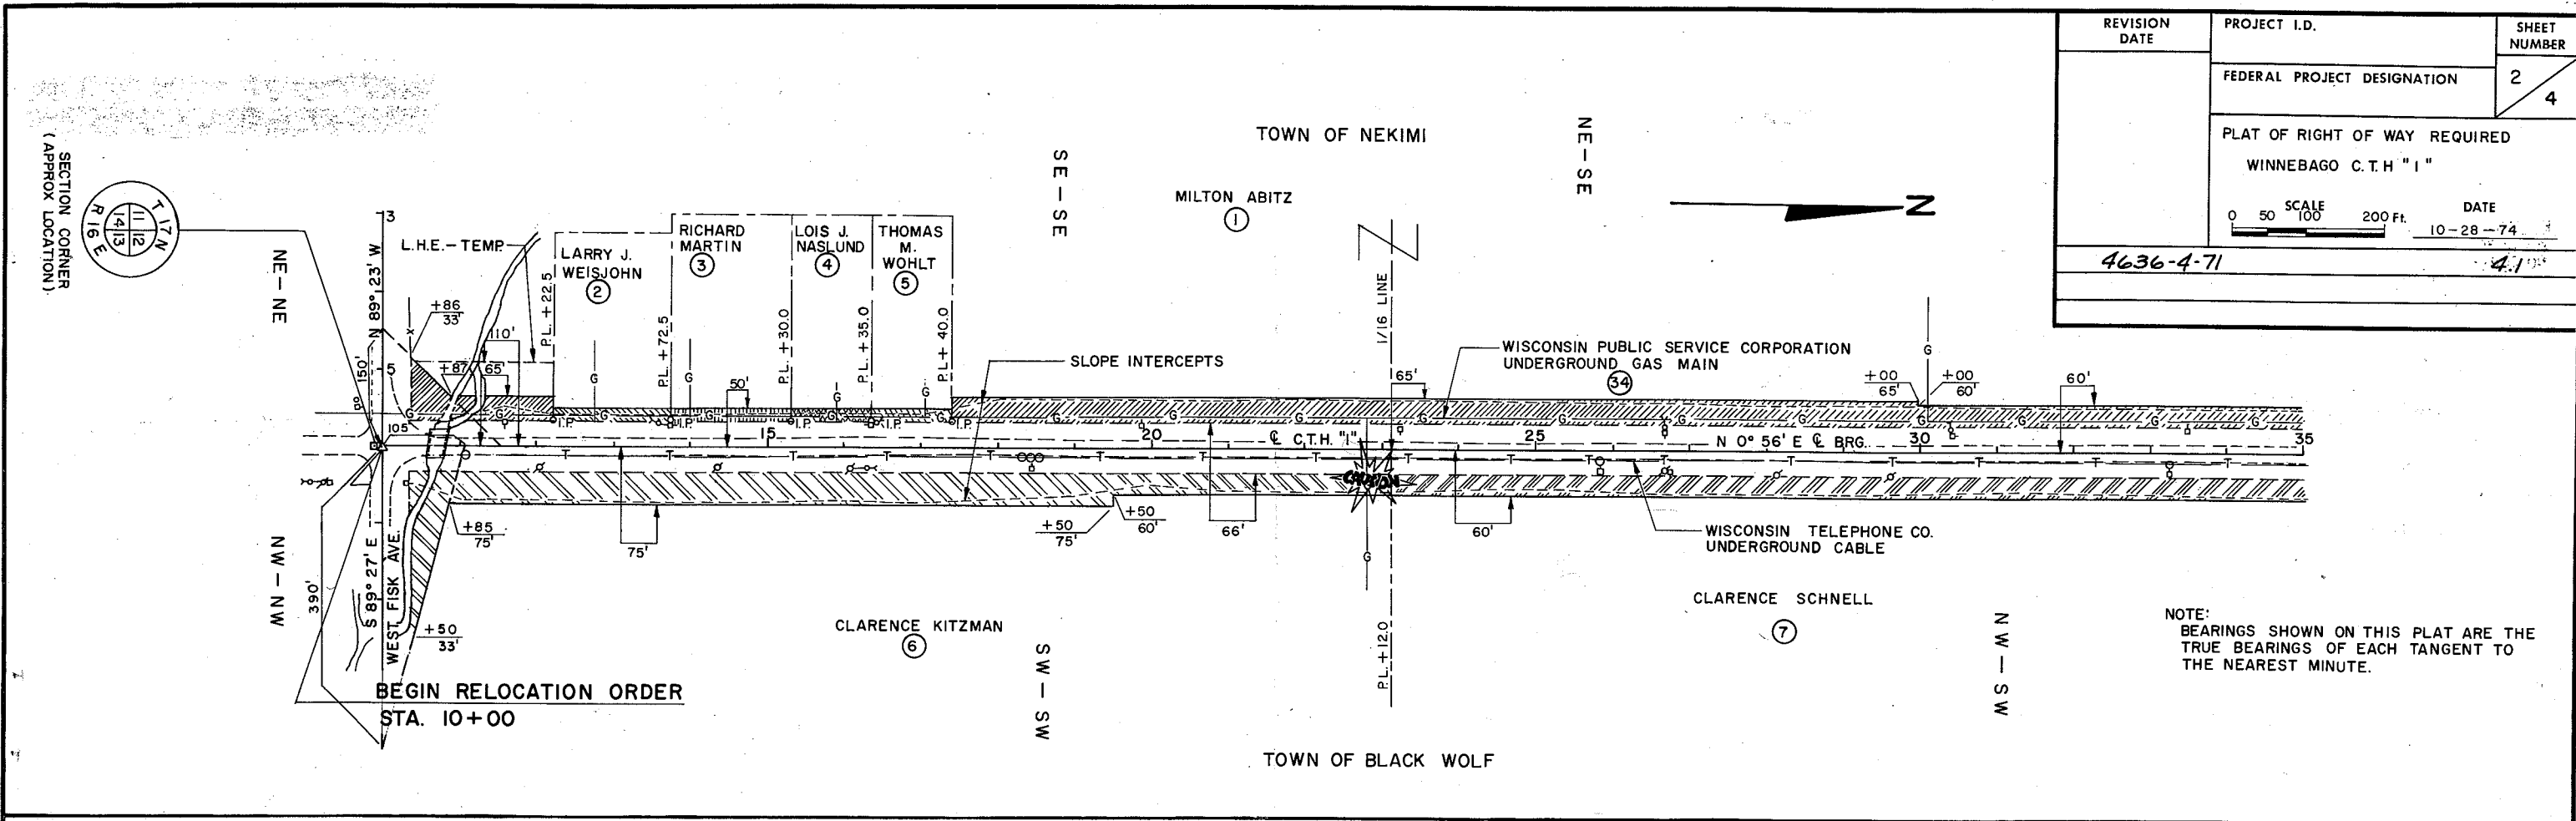 REVISION
DATE
PROJECT I.D.
SHEET
NUMBER
FEDERAL PROJECT DESIGNATION
2
4
PLAT OF RIGHT OF WAY REQUIRED
WINNEBAGO C.T.H "I"
SCALE
0 50 100 200 Ft.
DATE
10-28-74
4636-4-71
4.1
TOWN OF NEKIMI
SE-SE
NE-SE
MILTON ABITZ
1
N
SECTION CORNER
(APPROX LOCATION)
T 17 N
11 12
14 13
R 16 E
NE-NE
N 89° 23' W
3
5
150'
L.H.E.-TEMP.
+86
33'
110'
+87
65'
105
LARRY J.
WEISJOHN
2
RICHARD
MARTIN
3
LOIS J.
NASLUND
4
THOMAS
M.
WOHLT
5
P.L. +22.5
P.L. +72.5
P.L. +30.0
P.L. +35.0
P.L. +40.0
50'
SLOPE INTERCEPTS
1/16 LINE
65'
WISCONSIN PUBLIC SERVICE CORPORATION
UNDERGROUND GAS MAIN
34
+00
65'
+00
60'
60'
G G G G G G G G G G G G G G G G
I.P. I.P. I.P. I.P. I.P.
15
20
℄ C.T.H. "I"
25
N 0° 56' E ℄ BRG.
30
35
T T T T T T T T T T T T T T T
+85
75'
75'
+50
75'
+50
60'
66'
60'
CAUTION
G
WISCONSIN TELEPHONE CO.
UNDERGROUND CABLE
NW-NW
390'
S 89° 27' E
WEST FISK AVE.
+50
33'
BEGIN RELOCATION ORDER
STA. 10+00
CLARENCE KITZMAN
6
SW-SW
P.L. +12.0
CLARENCE SCHNELL
7
NW-SW
NOTE:
BEARINGS SHOWN ON THIS PLAT ARE THE
TRUE BEARINGS OF EACH TANGENT TO
THE NEAREST MINUTE.
TOWN OF BLACK WOLF